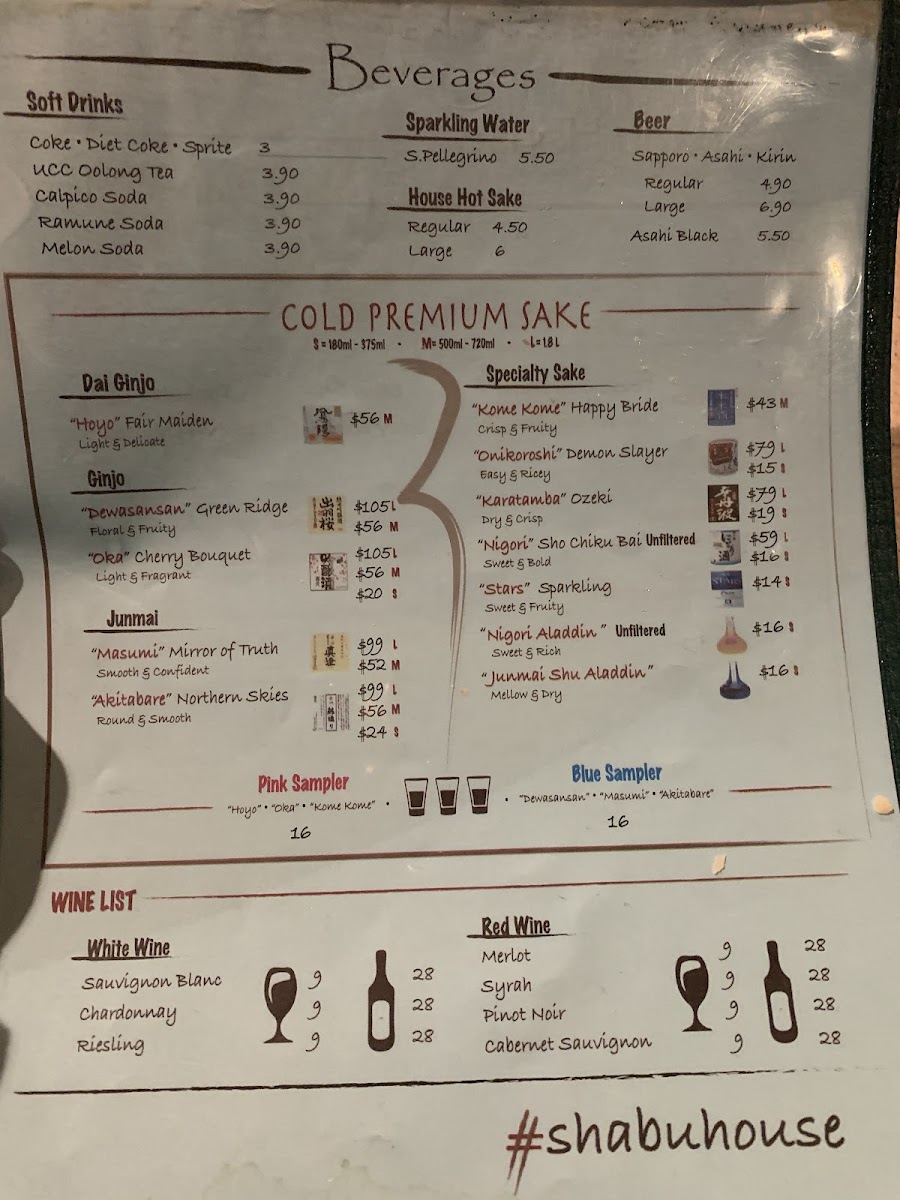 Beverages
Soft Drinks
Coke • Diet Coke • Sprite 3
UCC Oolong Tea 3.90
Calpico Soda 3.90
Ramune Soda 3.90
Melon Soda 3.90
Sparkling Water
S.Pellegrino 5.50
House Hot Sake
Regular 4.50
Large 6
Beer
Sapporo • Asahi • Kirin
Regular 4.90
Large 6.90
Asahi Black 5.50
COLD PREMIUM SAKE
S = 180ml - 375ml • M = 500ml - 720ml • L = 1.8 L
Dai Ginjo
"Hoyo" Fair Maiden $56 M
Light & Delicate
Ginjo
"Dewasansan" Green Ridge $105 L
Floral & Fruity $56 M
"Oka" Cherry Bouquet $105 L
Light & Fragrant $56 M
$20 S
Junmai
"Masumi" Mirror of Truth $99 L
Smooth & Confident $52 M
"Akitabare" Northern Skies $99 L
Round & Smooth $56 M
$24 S
Specialty Sake
"Kome Kome" Happy Bride $43 M
Crisp & Fruity
"Onikoroshi" Demon Slayer $79 L
Easy & Ricey $15 S
"Karatamba" Ozeki $79 L
Dry & Crisp $19 S
"Nigori" Sho Chiku Bai Unfiltered $59 L
Sweet & Bold $16 S
"Stars" Sparkling $14 S
Sweet & Fruity
"Nigori Aladdin" Unfiltered $16 S
Sweet & Rich
"Junmai Shu Aladdin" $16 S
Mellow & Dry
Pink Sampler
"Hoyo" • "Oka" • "Kome Kome" •
16
Blue Sampler
• "Dewasansan" • "Masumi" • "Akitabare"
16
WINE LIST
White Wine
Sauvignon Blanc 9 28
Chardonnay 9 28
Riesling 9 28
Red Wine
Merlot 9 28
Syrah 9 28
Pinot Noir 9 28
Cabernet Sauvignon 9 28
#shabuhouse